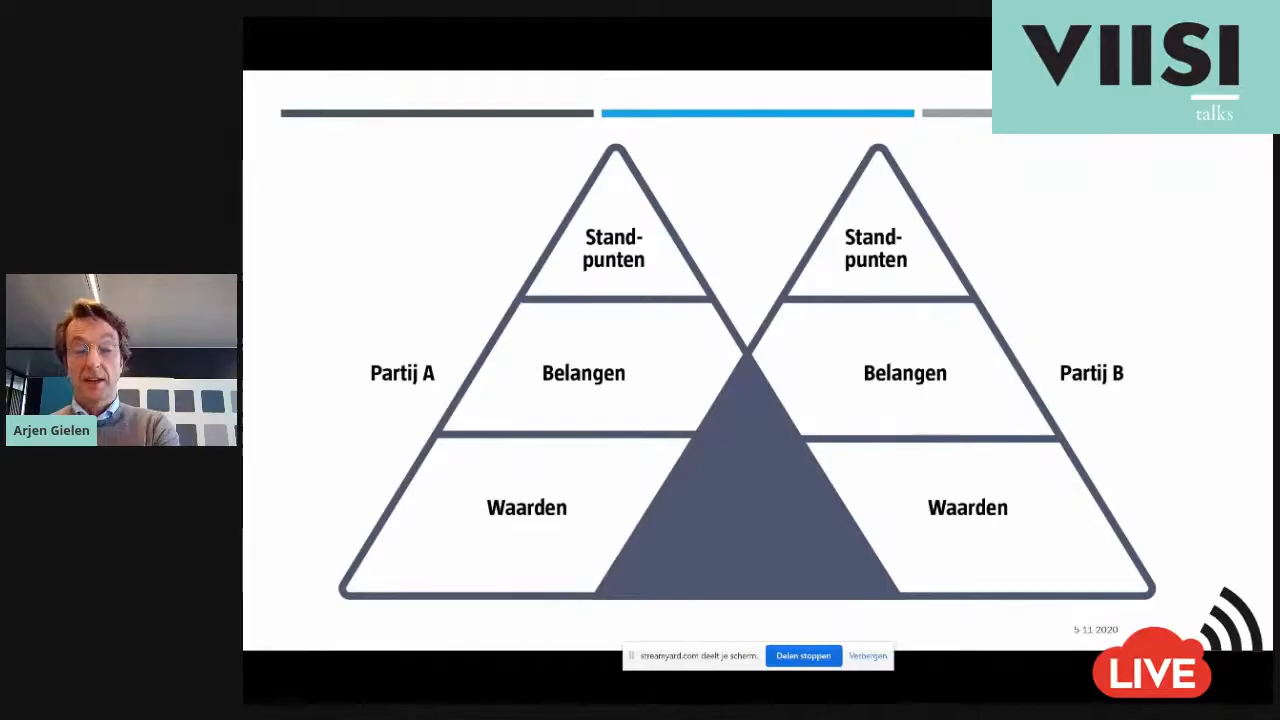 VIISI
talks
Stand-
punten
Stand-
punten
Partij A
Belangen
Belangen
Partij B
Arjen Gielen
Waarden
Waarden
5-11-2020
streamyard.com deelt je scherm.
Delen stoppen
Verbergen
LIVE